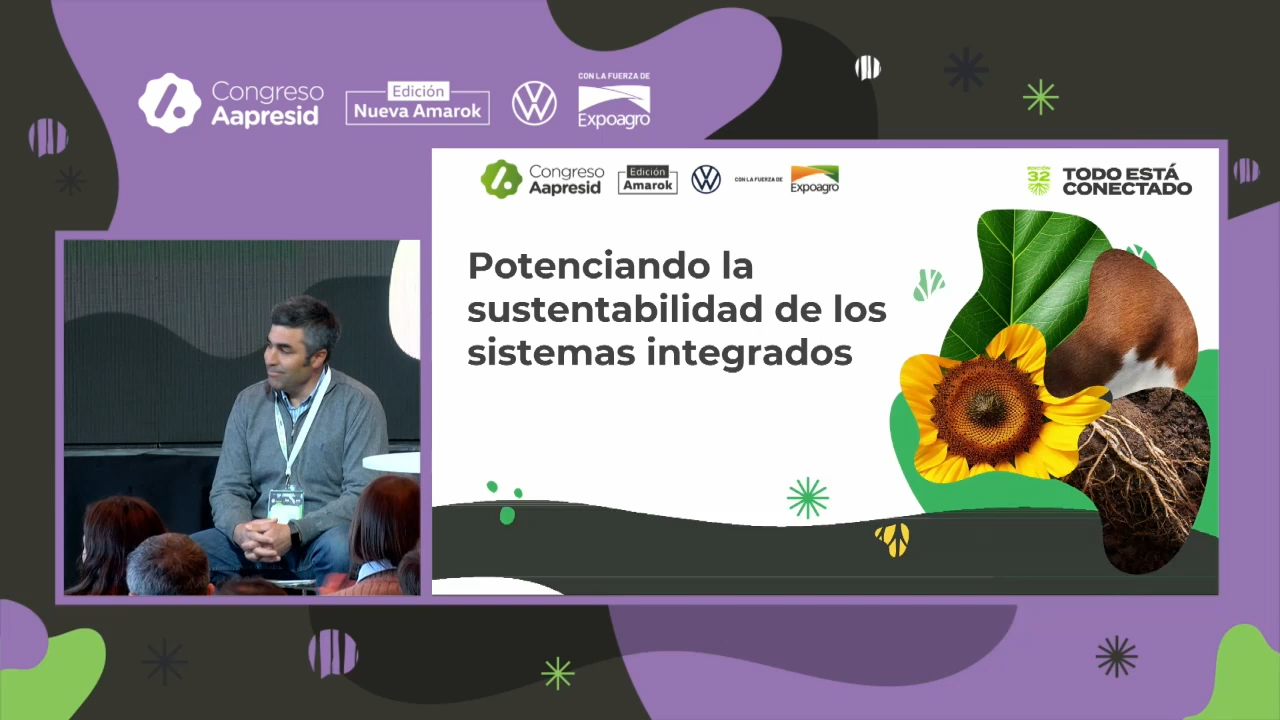 Congreso
Aapresid
Edición
Nueva Amarok
CON LA FUERZA DE
Expoagro
Congreso
Aapresid
Edición
Amarok
CON LA FUERZA DE
Expoagro
EDICIÓN
32
TODO ESTÁ
CONECTADO
Potenciando la
sustentabilidad de los
sistemas integrados